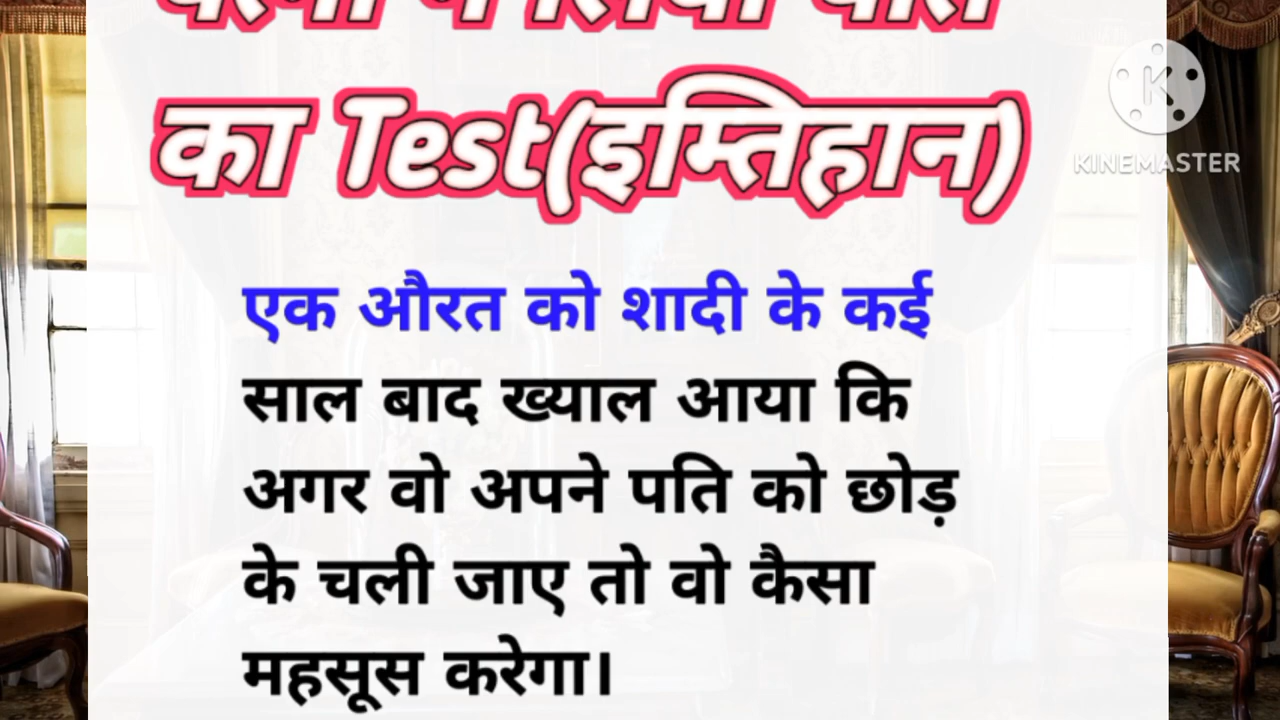 का Test(इम्तिहान)
KINEMASTER
एक औरत को शादी के कई
साल बाद ख्याल आया कि
अगर वो अपने पति को छोड़
के चली जाए तो वो कैसा
महसूस करेगा।